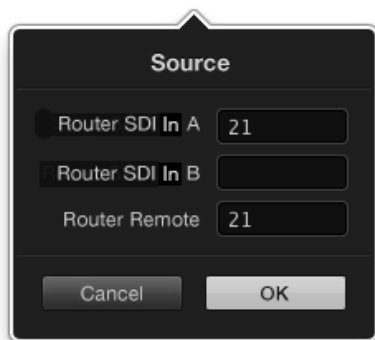 Source
Router SDI In A 21
Router SDI In B
Router Remote 21
Cancel OK